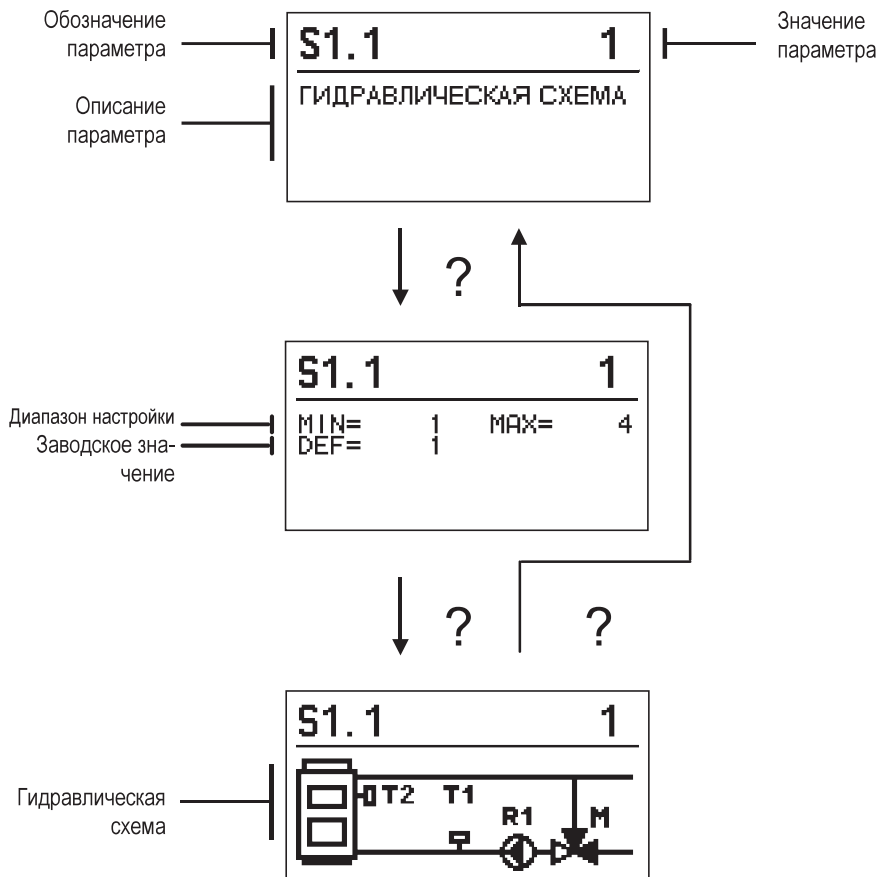 Обозначение
параметра
S1.1 1
Значение
параметра
Описание
параметра
ГИДРАВЛИЧЕСКАЯ СХЕМА
?
S1.1 1
Диапазон настройки
MIN= 1 MAX= 4
Заводское зна-
чение
DEF= 1
? ?
S1.1 1
Гидравлическая
схема
T2 T1
R1 M